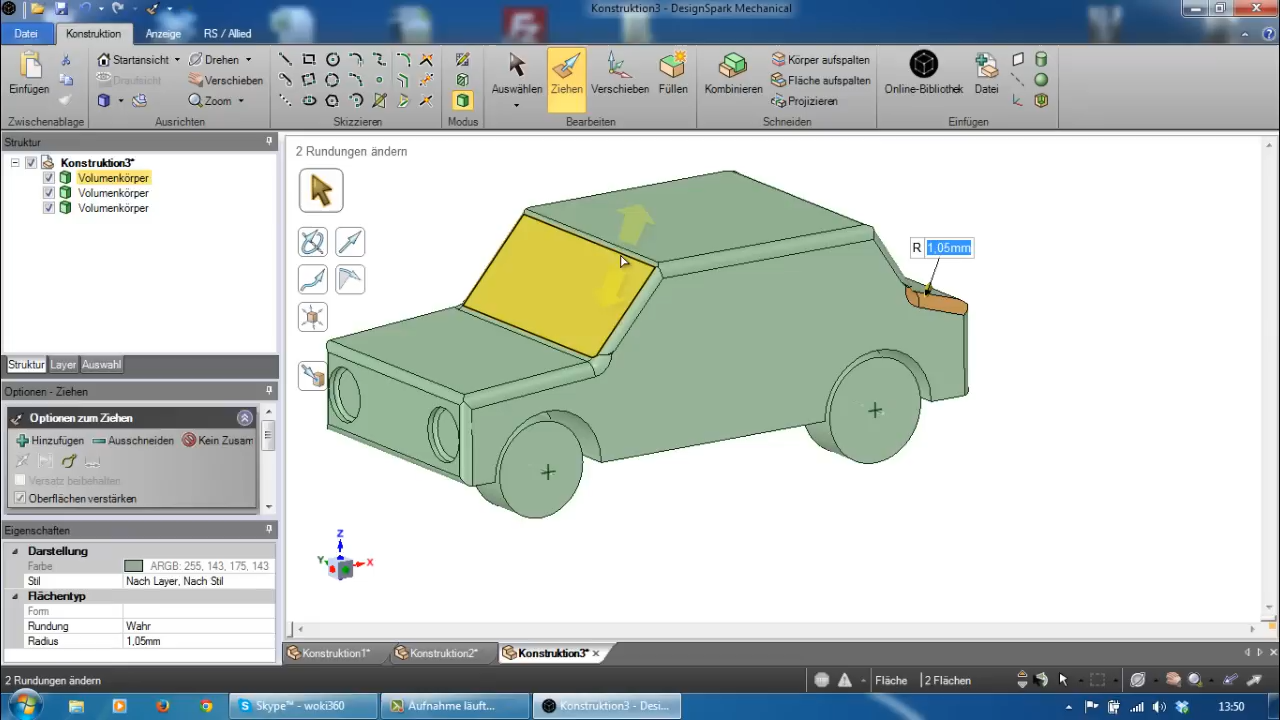 Konstruktion3 - DesignSpark Mechanical
Datei
Konstruktion
Anzeige
RS / Allied
Einfügen
Zwischenablage
Startansicht
Draufsicht
Drehen
Verschieben
Zoom
Ausrichten
Skizzieren
Modus
Auswählen
Ziehen
Verschieben
Füllen
Bearbeiten
Kombinieren
Körper aufspalten
Fläche aufspalten
Projizieren
Schneiden
Online-Bibliothek
Datei
Einfügen
Struktur
Konstruktion3*
Volumenkörper
Volumenkörper
Volumenkörper
Struktur
Layer
Auswahl
Optionen - Ziehen
Optionen zum Ziehen
Hinzufügen
Ausschneiden
Kein Zusam
Versatz beibehalten
Oberflächen verstärken
Eigenschaften
Darstellung
Farbe ARGB: 255, 143, 175, 143
Stil Nach Layer, Nach Stil
Flächentyp
Form
Rundung Wahr
Radius 1,05mm
2 Rundungen ändern
R 1,05mm
Z
Y
X
Konstruktion1*
Konstruktion2*
Konstruktion3*
2 Rundungen ändern
Fläche
2 Flächen
Skype™ - woki360
Aufnahme läuft...
Konstruktion3 - Desi...
13:50